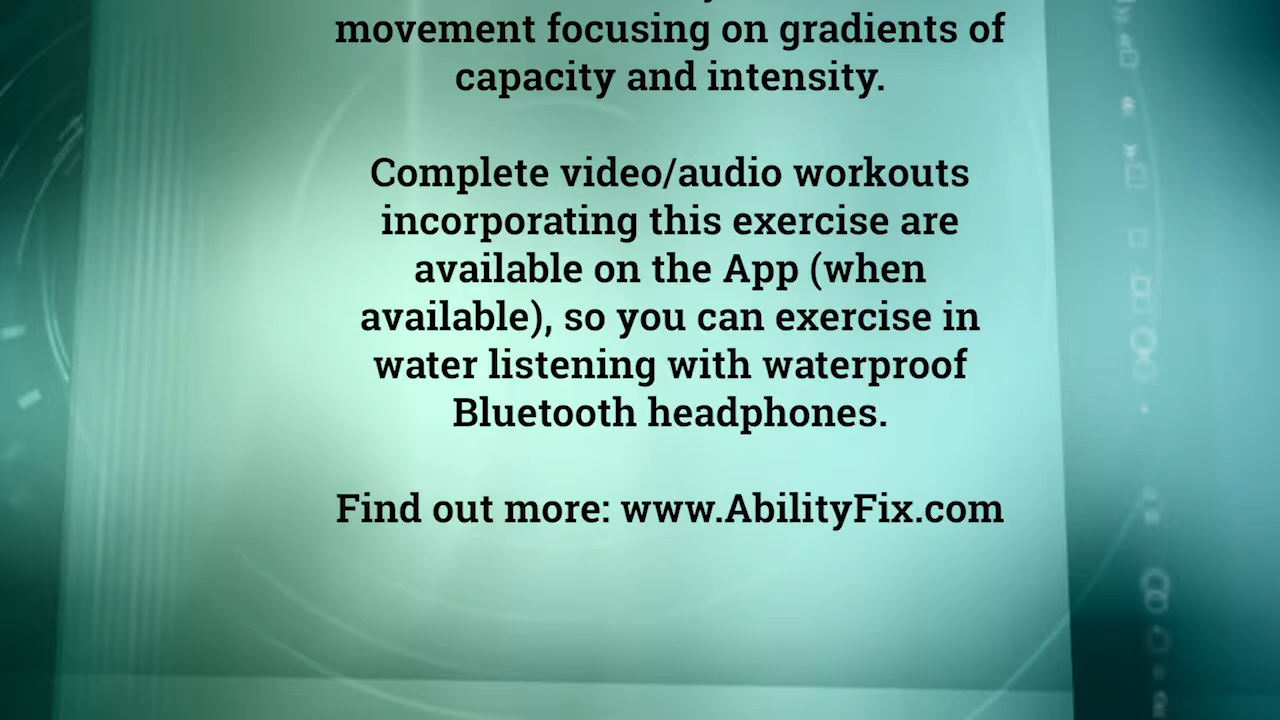 movement focusing on gradients of
capacity and intensity.
Complete video/audio workouts
incorporating this exercise are
available on the App (when
available), so you can exercise in
water listening with waterproof
Bluetooth headphones.
Find out more: www.AbilityFix.com